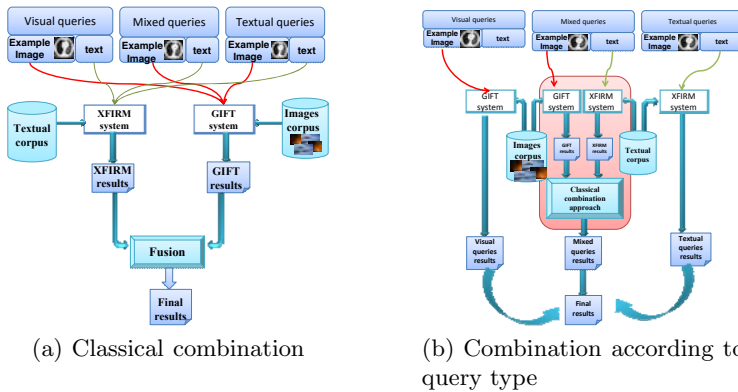 Visual queries
Example
Image
text
Mixed queries
Example
Image
text
Textual queries
Example
Image
text
Textual
corpus
XFIRM
system
GIFT
system
Images
corpus
XFIRM
results
GIFT
results
Fusion
Final
results
(a) Classical combination
Visual queries
Example
Image
text
Mixed queries
Example
Image
text
Textual queries
Example
Image
text
GIFT
system
GIFT
system
XFIRM
system
XFIRM
system
Images
corpus
GIFT
results
XFIRM
results
Textual
corpus
Classical
combination
approach
Visual
queries
results
Mixed
queries
results
Textual
queries
results
Final
results
(b) Combination according to
query type